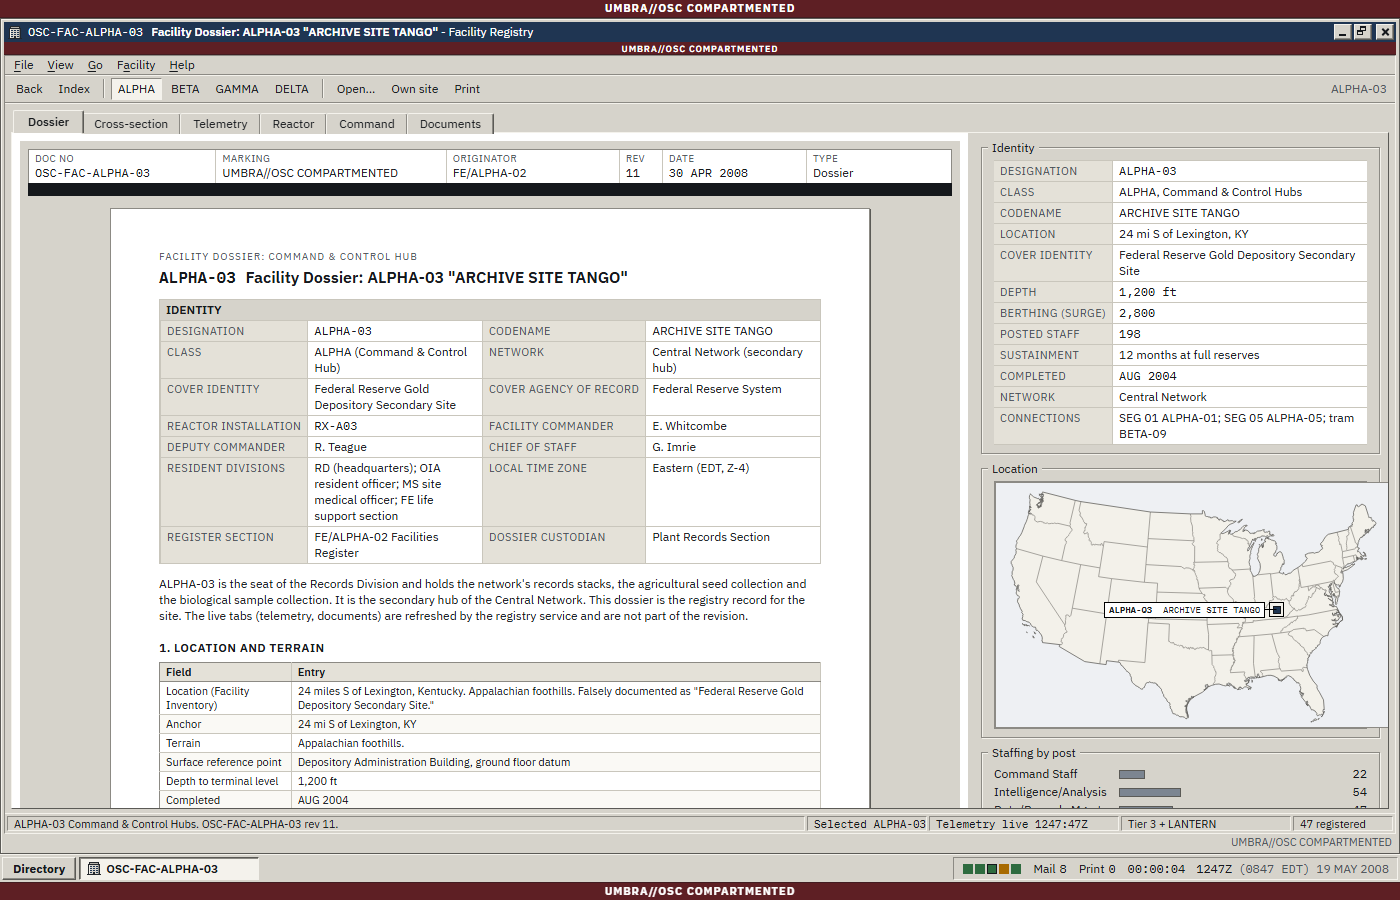 UMBRA//OSC COMPARTMENTED
OSC-FAC-ALPHA-03 Facility Dossier: ALPHA-03 "ARCHIVE SITE TANGO" - Facility Registry
UMBRA//OSC COMPARTMENTED
File View Go Facility Help
Back Index ALPHA BETA GAMMA DELTA Open... Own site Print ALPHA-03
Dossier Cross-section Telemetry Reactor Command Documents
DOC NO MARKING ORIGINATOR REV DATE TYPE
OSC-FAC-ALPHA-03 UMBRA//OSC COMPARTMENTED FE/ALPHA-02 11 30 APR 2008 Dossier
FACILITY DOSSIER: COMMAND & CONTROL HUB
ALPHA-03 Facility Dossier: ALPHA-03 "ARCHIVE SITE TANGO"
IDENTITY
DESIGNATION ALPHA-03 CODENAME ARCHIVE SITE TANGO
CLASS ALPHA (Command & Control Hub) NETWORK Central Network (secondary hub)
COVER IDENTITY Federal Reserve Gold Depository Secondary Site COVER AGENCY OF RECORD Federal Reserve System
REACTOR INSTALLATION RX-A03 FACILITY COMMANDER E. Whitcombe
DEPUTY COMMANDER R. Teague CHIEF OF STAFF G. Imrie
RESIDENT DIVISIONS RD (headquarters); OIA resident officer; MS site medical officer; FE life support section LOCAL TIME ZONE Eastern (EDT, Z-4)
REGISTER SECTION FE/ALPHA-02 Facilities Register DOSSIER CUSTODIAN Plant Records Section
ALPHA-03 is the seat of the Records Division and holds the network's records stacks, the agricultural seed collection and
the biological sample collection. It is the secondary hub of the Central Network. This dossier is the registry record for the
site. The live tabs (telemetry, documents) are refreshed by the registry service and are not part of the revision.
1. LOCATION AND TERRAIN
Field Entry
Location (Facility Inventory) 24 miles S of Lexington, Kentucky. Appalachian foothills. Falsely documented as "Federal Reserve Gold Depository Secondary Site."
Anchor 24 mi S of Lexington, KY
Terrain Appalachian foothills.
Surface reference point Depository Administration Building, ground floor datum
Depth to terminal level 1,200 ft
Completed AUG 2004
Identity
DESIGNATION ALPHA-03
CLASS ALPHA, Command & Control Hubs
CODENAME ARCHIVE SITE TANGO
LOCATION 24 mi S of Lexington, KY
COVER IDENTITY Federal Reserve Gold Depository Secondary Site
DEPTH 1,200 ft
BERTHING (SURGE) 2,800
POSTED STAFF 198
SUSTAINMENT 12 months at full reserves
COMPLETED AUG 2004
NETWORK Central Network
CONNECTIONS SEG 01 ALPHA-01; SEG 05 ALPHA-05; tram BETA-09
Location
ALPHA-03 ARCHIVE SITE TANGO
Staffing by post
Command Staff 22
Intelligence/Analysis 54
ALPHA-03 Command & Control Hubs. OSC-FAC-ALPHA-03 rev 11. Selected ALPHA-03 Telemetry live 1247:47Z Tier 3 + LANTERN 47 registered
UMBRA//OSC COMPARTMENTED
Directory OSC-FAC-ALPHA-03 Mail 8 Print 0 00:00:04 1247Z (0847 EDT) 19 MAY 2008
UMBRA//OSC COMPARTMENTED